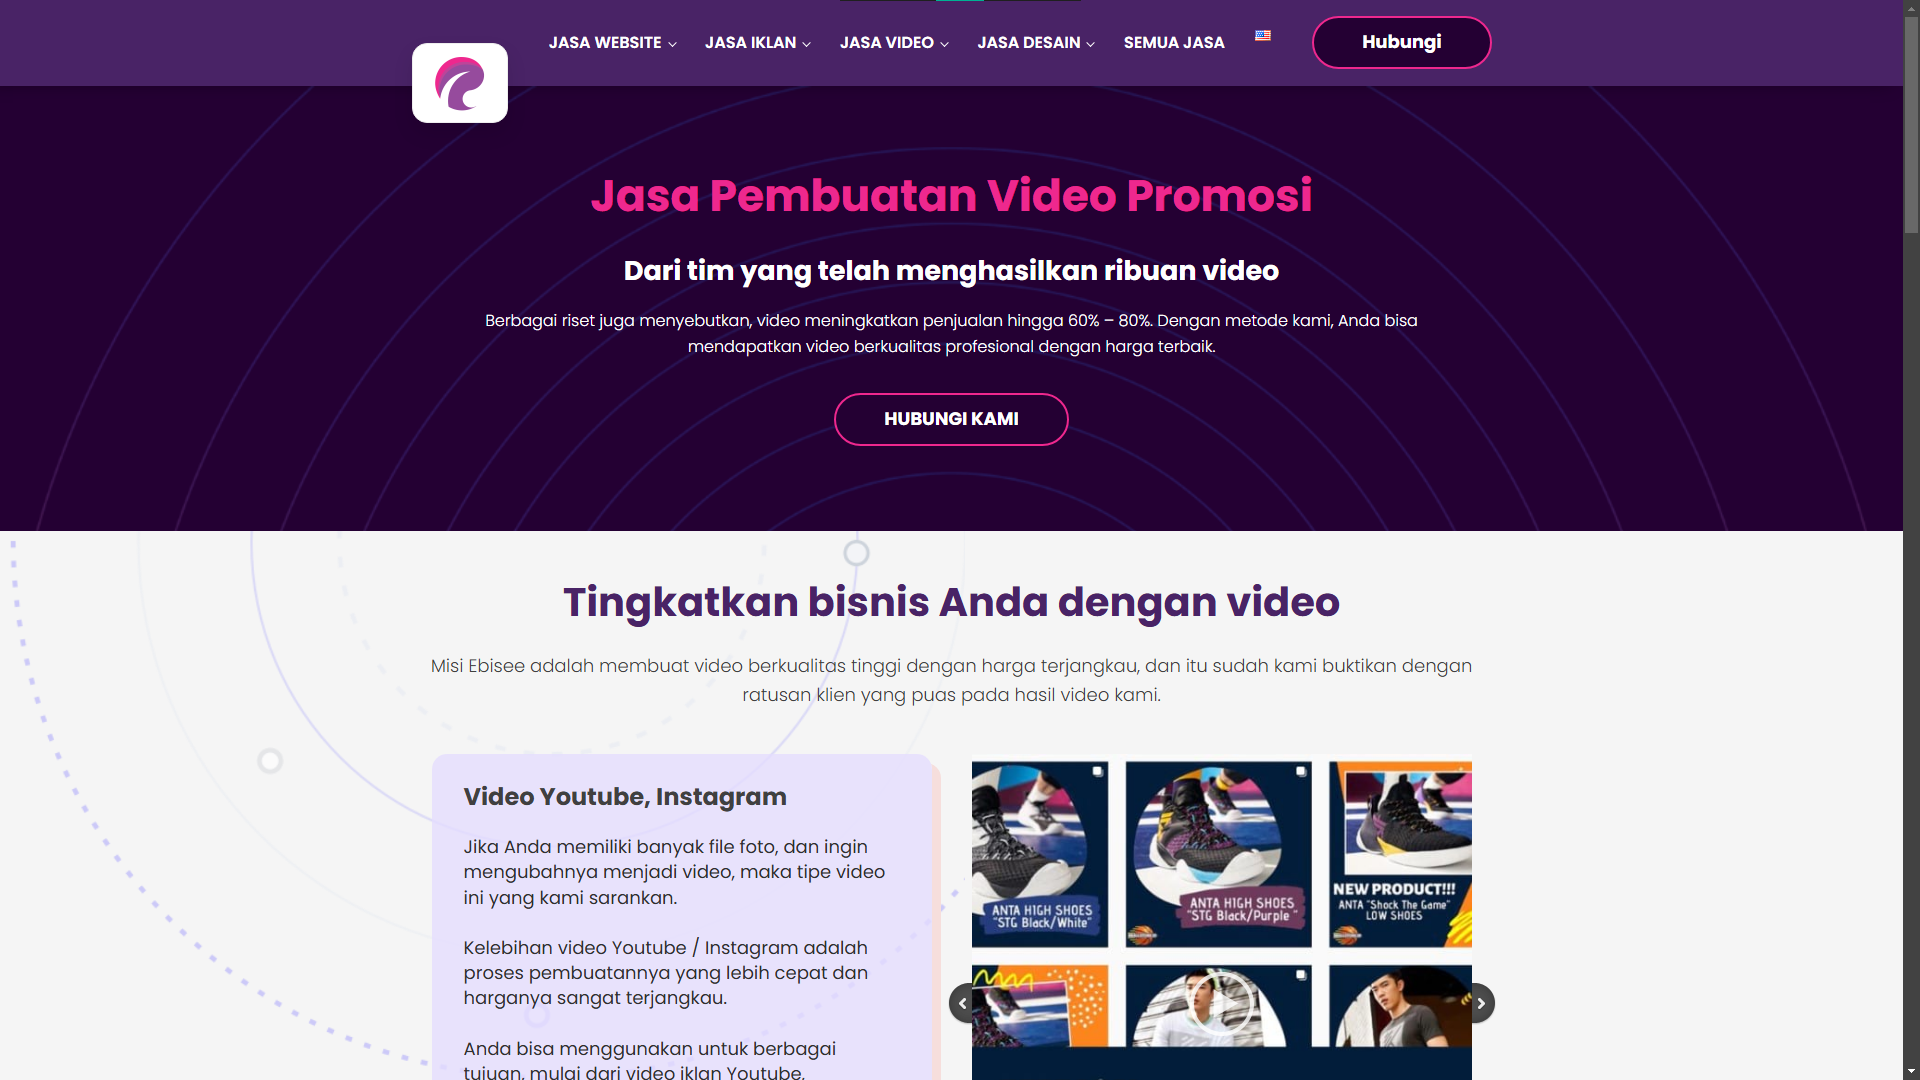 JASA WEBSITE
JASA IKLAN
JASA VIDEO
JASA DESAIN
SEMUA JASA
Hubungi
Jasa Pembuatan Video Promosi
Dari tim yang telah menghasilkan ribuan video
Berbagai riset juga menyebutkan, video meningkatkan penjualan hingga 60% – 80%. Dengan metode kami, Anda bisa
mendapatkan video berkualitas profesional dengan harga terbaik.
HUBUNGI KAMI
Tingkatkan bisnis Anda dengan video
Misi Ebisee adalah membuat video berkualitas tinggi dengan harga terjangkau, dan itu sudah kami buktikan dengan
ratusan klien yang puas pada hasil video kami.
Video Youtube, Instagram
Jika Anda memiliki banyak file foto, dan ingin
mengubahnya menjadi video, maka tipe video
ini yang kami sarankan.
Kelebihan video Youtube / Instagram adalah
proses pembuatannya yang lebih cepat dan
harganya sangat terjangkau.
Anda bisa menggunakan untuk berbagai
tujuan, mulai dari video iklan Youtube,
ANTA HIGH SHOES
"STG Black/White"
ANTA HIGH SHOES
"STG Black/Purple "
NEW PRODUCT!!!
ANTA "Shock The Game"
LOW SHOES